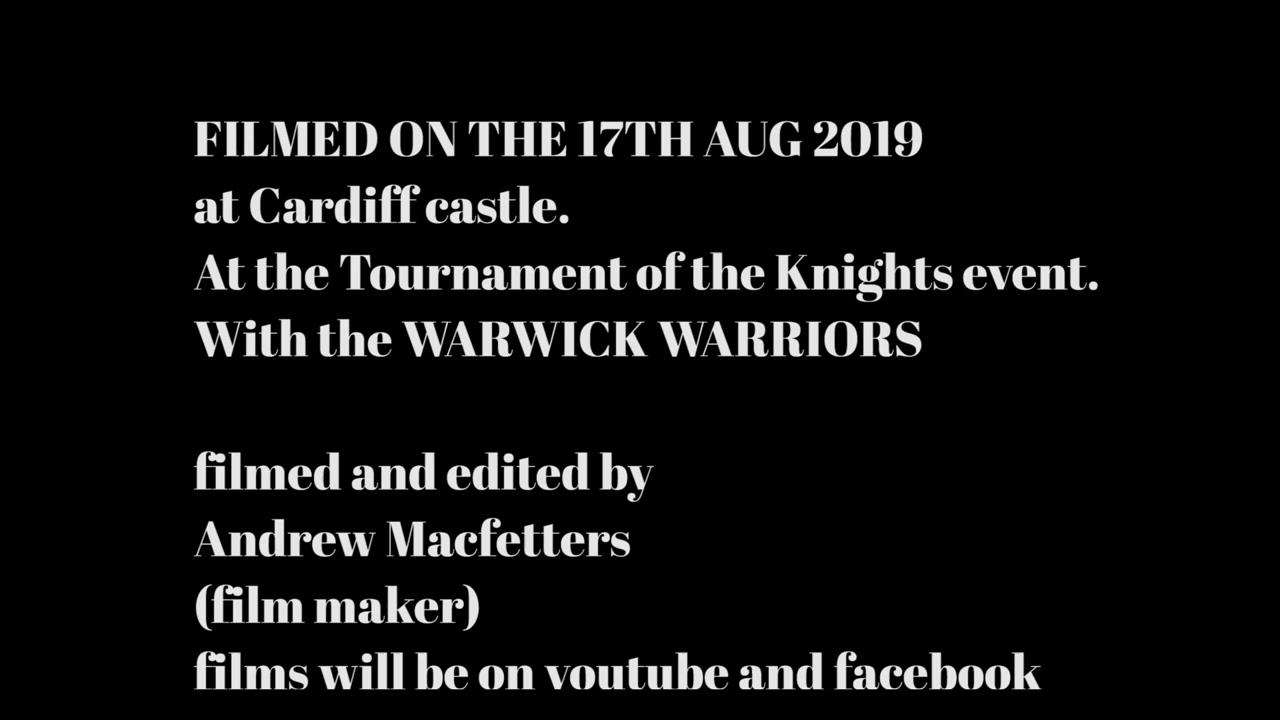 FILMED ON THE 17TH AUG 2019
at Cardiff castle.
At the Tournament of the Knights event.
With the WARWICK WARRIORS
filmed and edited by
Andrew Macfetters
(film maker)
films will be on youtube and facebook